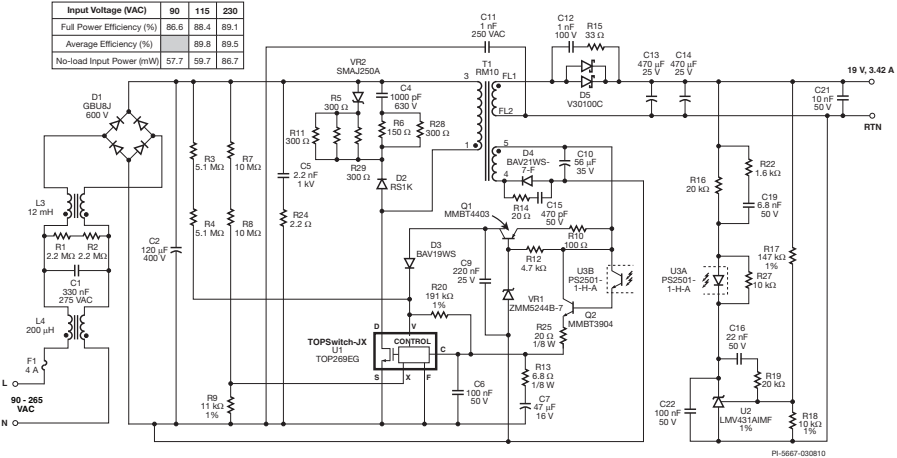 Input Voltage (VAC) 90 115 230
Full Power Efficiency (%) 86.6 88.4 89.1
Average Efficiency (%) 89.8 89.5
No-load Input Power (mW) 57.7 59.7 86.7
C11
1 nF
250 VAC
C12
1 nF
100 V
R15
33 Ω
VR2
SMAJ250A
T1
RM10
3
FL1
FL2
1
D5
V30100C
C13
470 µF
25 V
C14
470 µF
25 V
19 V, 3.42 A
C21
10 nF
50 V
RTN
D1
GBU8J
600 V
C4
1000 pF
630 V
R5
300 Ω
R11
300 Ω
R6
150 Ω
R28
300 Ω
R29
300 Ω
R3
5.1 MΩ
R7
10 MΩ
C5
2.2 nF
1 kV
D2
RS1K
5
4
D4
BAV21WS-
7-F
C10
56 µF
35 V
R14
20 Ω
C15
470 pF
50 V
R16
20 kΩ
R22
1.6 kΩ
C19
6.8 nF
50 V
L3
12 mH
R1
2.2 MΩ
R2
2.2 MΩ
C1
330 nF
275 VAC
C2
120 µF
400 V
R4
5.1 MΩ
R8
10 MΩ
R24
2.2 Ω
Q1
MMBT4403
D3
BAV19WS
C9
220 nF
25 V
R10
100 Ω
R12
4.7 kΩ
U3B
PS2501-
1-H-A
U3A
PS2501-
1-H-A
R17
147 kΩ
1%
R27
10 kΩ
R20
191 kΩ
1%
VR1
ZMM5244B-7
Q2
MMBT3904
R25
20 Ω
1/8 W
L4
200 µH
F1
4 A
L
90 - 265
VAC
N
TOPSwitch-JX
U1
TOP269EG
D
V
CONTROL
C
S
X
F
R9
11 kΩ
1%
C6
100 nF
50 V
R13
6.8 Ω
1/8 W
C7
47 µF
16 V
C16
22 nF
50 V
R19
20 kΩ
C22
100 nF
50 V
U2
LMV431AIMF
1%
R18
10 kΩ
1%
PI-5667-030810